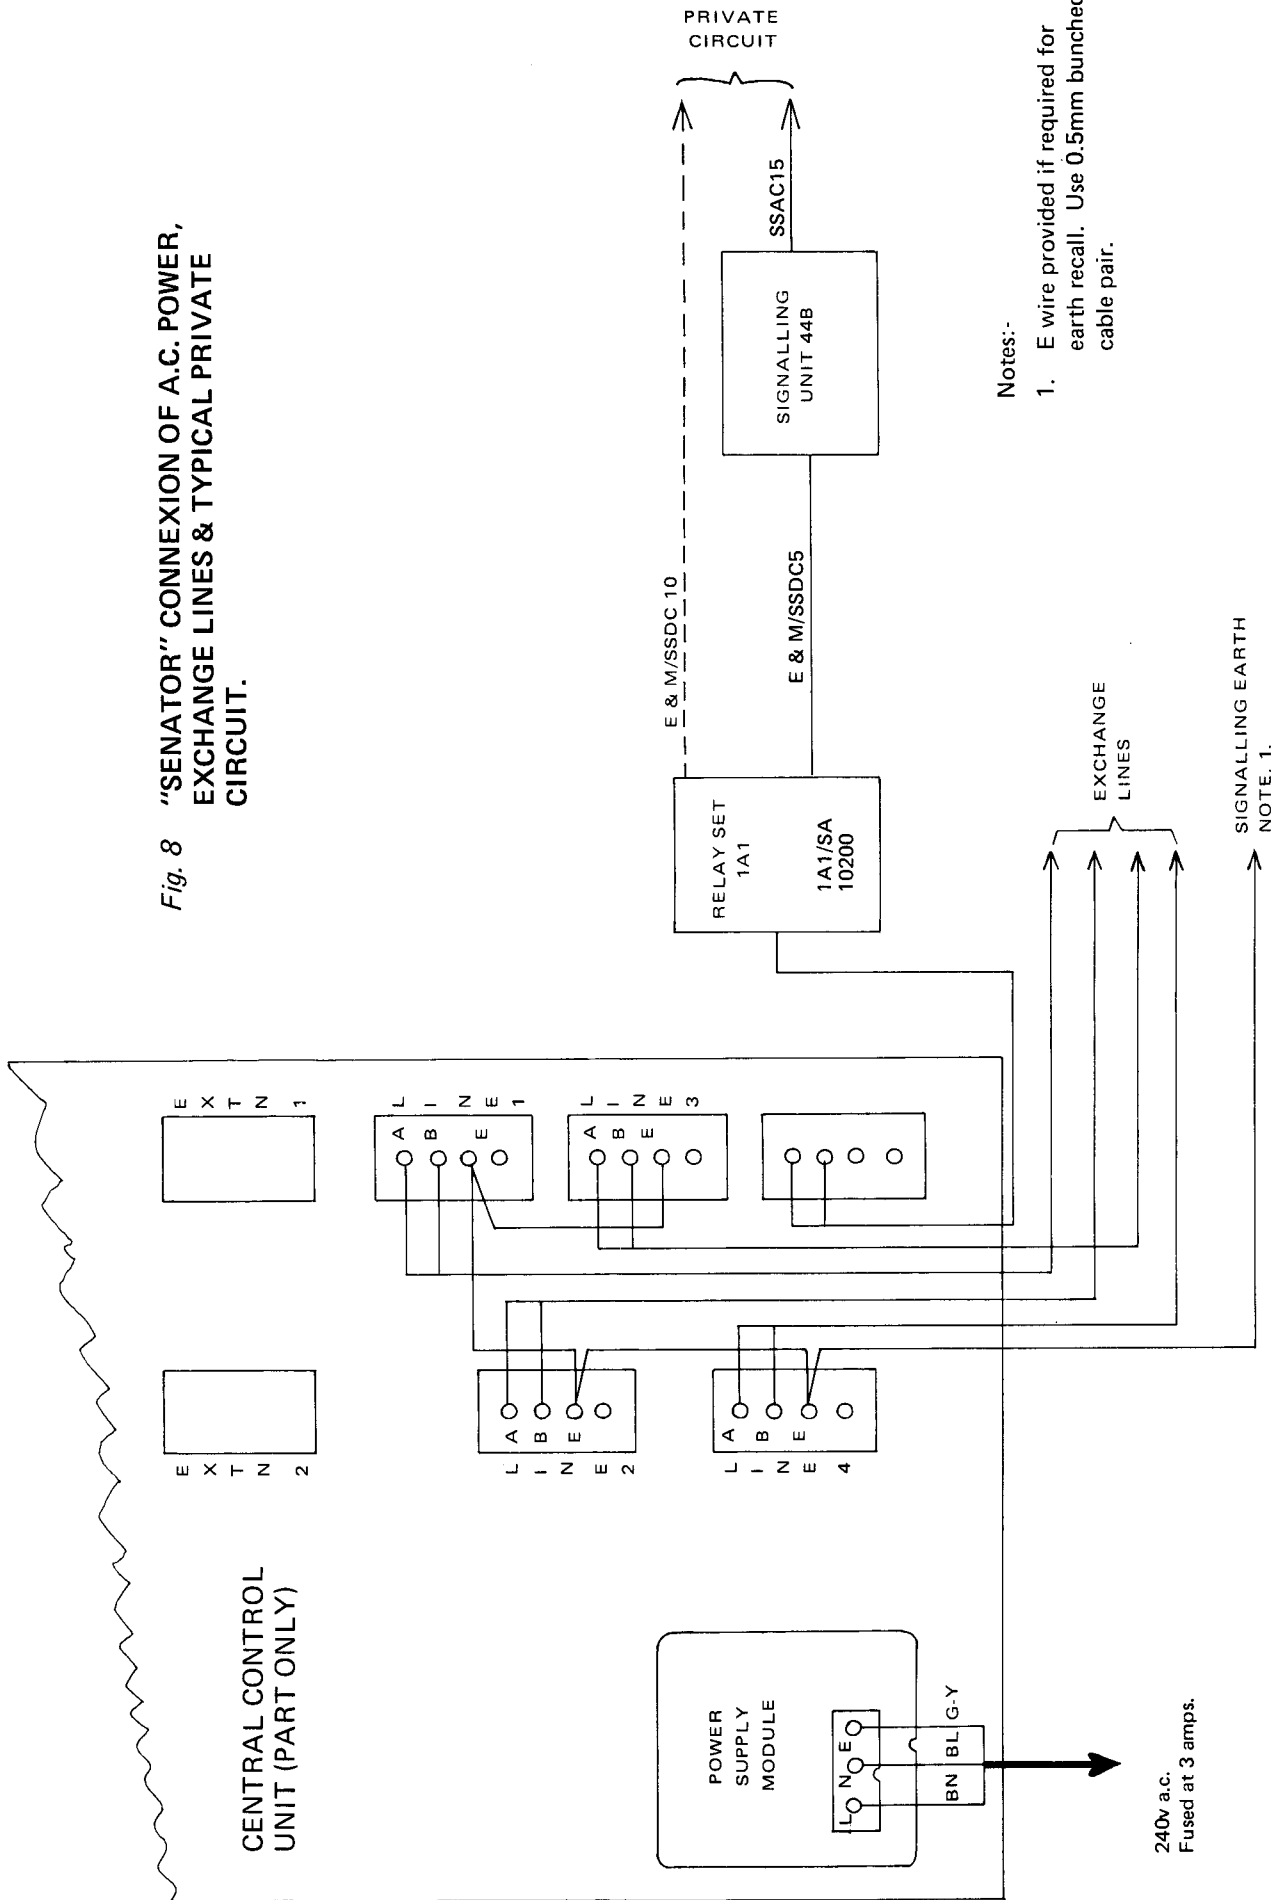 Fig. 8 "SENATOR" CONNEXION OF A.C. POWER,
EXCHANGE LINES & TYPICAL PRIVATE
CIRCUIT.
CENTRAL CONTROL
UNIT (PART ONLY)
EXTN 2
EXTN 1
LINE 2
A B E
LINE 4
A B E
LINE 1
A B E
LINE 3
A B E
POWER
SUPPLY
MODULE
L N E
BN BL G-Y
240v a.c.
Fused at 3 amps.
RELAY SET
1A1
1A1/SA
10200
E & M/SSDC 10
E & M/SSDC5
SIGNALLING
UNIT 44B
SSAC15
PRIVATE
CIRCUIT
EXCHANGE
LINES
SIGNALLING EARTH
NOTE. 1.
Notes:-
1. E wire provided if required for
earth recall. Use 0.5mm bunched
cable pair.